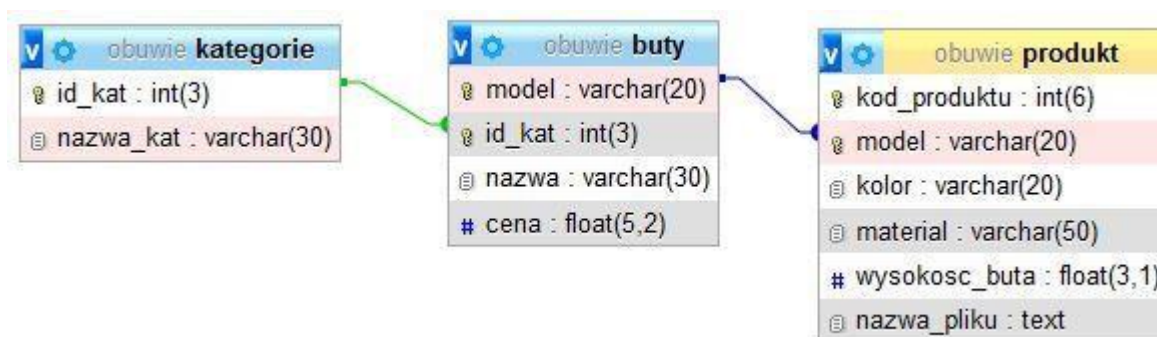 obuwie kategorie
id_kat : int(3)
nazwa_kat : varchar(30)
obuwie buty
model : varchar(20)
id_kat : int(3)
nazwa : varchar(30)
# cena : float(5,2)
obuwie produkt
kod_produktu : int(6)
model : varchar(20)
kolor : varchar(20)
material : varchar(50)
# wysokosc_buta : float(3,1)
nazwa_pliku : text